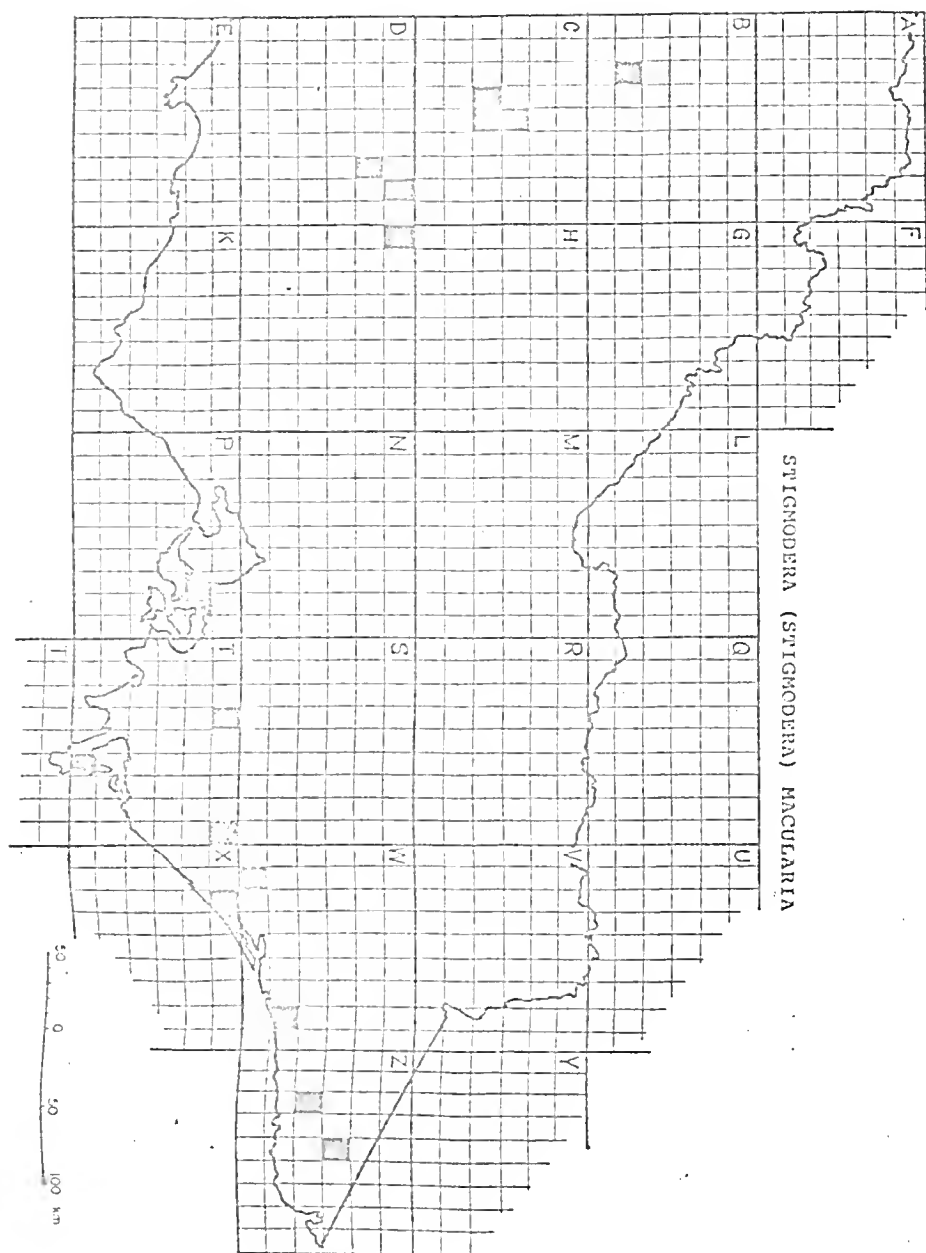 STIGMODERA (STIGMODERA) MACULARIA
A F
B G L Q U
C H M R V Y
D N S W Z
E K P T X
50 0 50 100 km